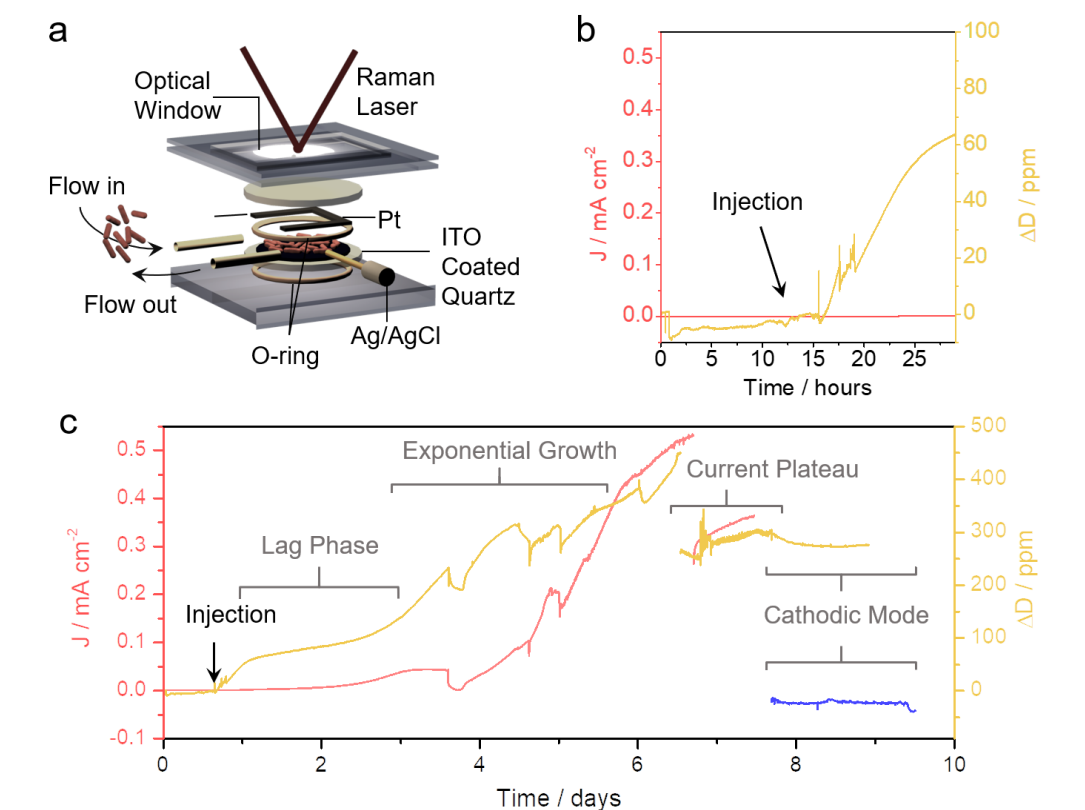 a
Optical
Window
Raman
Laser
Flow in
Pt
ITO
Coated
Quartz
Flow out
Ag/AgCl
O-ring
b
0.5
0.4
0.3
0.2
0.1
0.0
J / mA cm-2
Injection
100
80
60
40
20
0
ΔD / ppm
0 5 10 15 20 25
Time / hours
c
0.5
0.4
0.3
0.2
0.1
0.0
-0.1
J / mA cm-2
Exponential Growth
Current Plateau
Lag Phase
Injection
Cathodic Mode
500
400
300
200
100
0
ΔD / ppm
0 2 4 6 8 10
Time / days